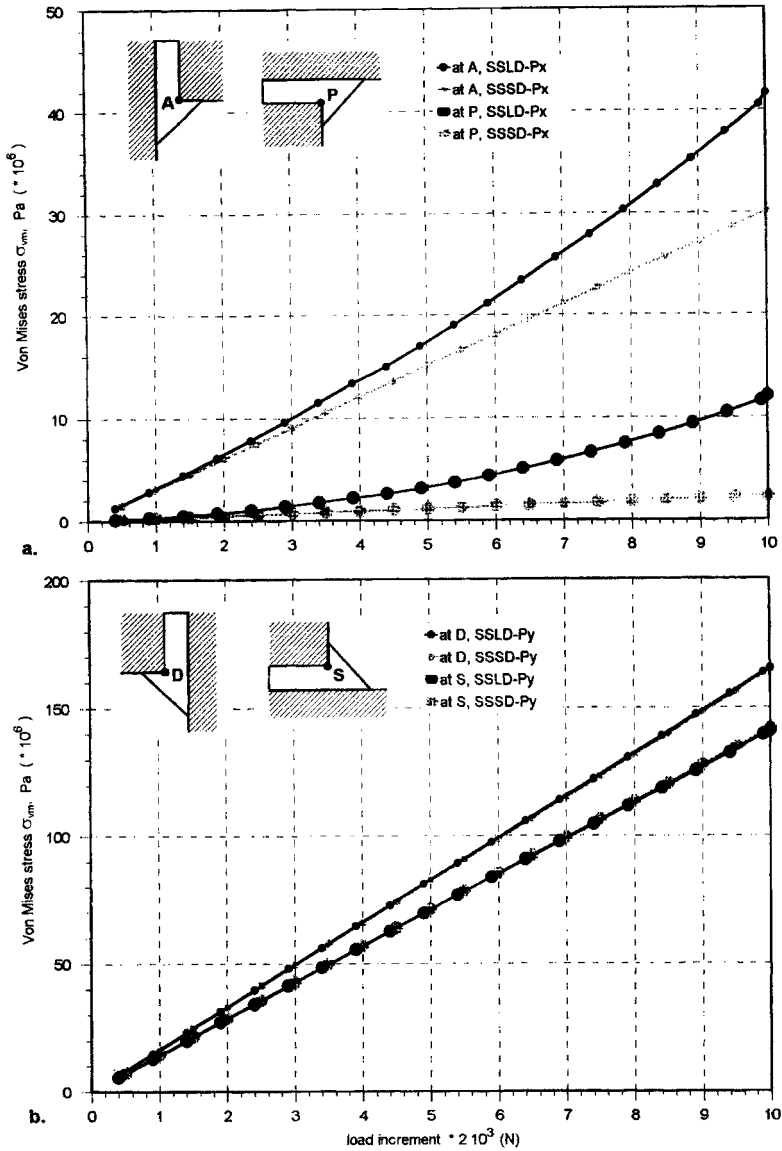 50
40
30
20
10
0
Von Mises stress σvm, Pa ( * 10⁶)
A
P
at A, SSLD-Px
at A, SSSD-Px
at P, SSLD-Px
at P, SSSD-Px
0 1 2 3 4 5 6 7 8 9 10
a.
200
150
100
50
0
Von Mises stress σvm, Pa ( * 10⁶)
D
S
at D, SSLD-Py
at D, SSSD-Py
at S, SSLD-Py
at S, SSSD-Py
0 1 2 3 4 5 6 7 8 9 10
b.
load increment * 2 10³ (N)